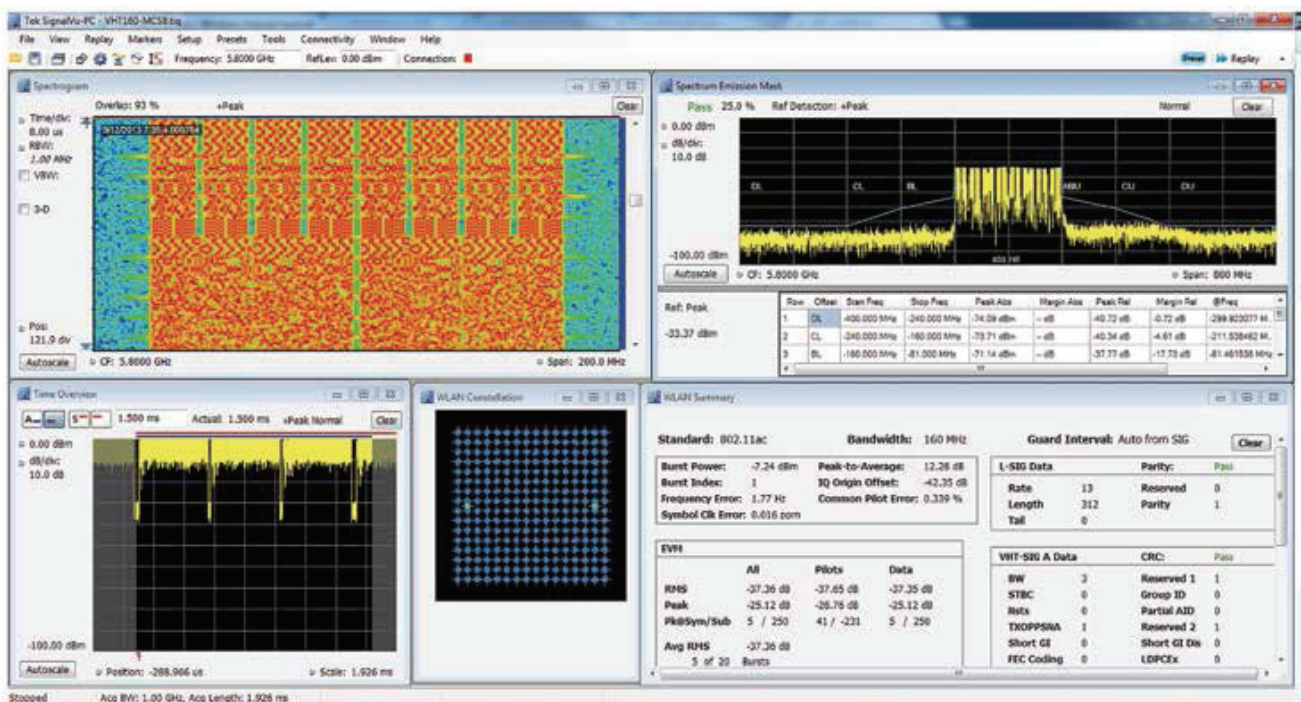 Tek SignalVu-PC - VHT160-MCS8.tiq
File View Replay Markers Setup Presets Tools Connectivity Window Help
Frequency: 5.8000 GHz RefLev: 0.00 dBm Connection: Preset Replay
Spectrogram
Overlap: 93 % +Peak Clear
Time/div:
8.00 us
RBW:
1.00 MHz
VBW:
3-D
Pos:
121.9 div
Autoscale CF: 5.8000 GHz Span: 200.0 MHz
Spectrum Emission Mask
Pass 25.0 % Ref Detection: +Peak Normal Clear
0.00 dBm
dB/div:
10.0 dB
DL CL BL ABU CU DU
-100.00 dBm
Autoscale CF: 5.8000 GHz Span: 800 MHz
Ref: Peak
-33.37 dBm
Row Offset Start Freq Stop Freq Peak Abs Margin Abs Peak Rel Margin Rel @Freq
1 DL -400.000 MHz -240.000 MHz -74.09 dBm -- dB -40.72 dB -0.72 dB -299.923077 M.
2 CL -240.000 MHz -160.000 MHz -73.71 dBm -- dB -40.34 dB -4.61 dB -211.538462 M.
3 BL -160.000 MHz -81.000 MHz -71.14 dBm -- dB -37.77 dB -17.73 dB -81.461538 MHz
Time Overview
1.500 ms Actual: 1.500 ms +Peak Normal Clear
0.00 dBm
dB/div:
10.0 dB
-100.00 dBm
Autoscale Position: -288.966 us Scale: 1.926 ms
WLAN Constellation
WLAN Summary
Standard: 802.11ac Bandwidth: 160 MHz Guard Interval: Auto from SIG Clear
Burst Power: -7.24 dBm Peak-to-Average: 12.28 dB
Burst Index: 1 IQ Origin Offset: -42.35 dB
Frequency Error: 1.77 Hz Common Pilot Error: 0.339 %
Symbol Clk Error: 0.016 ppm
L-SIG Data Parity: Pass
Rate 13 Reserved 0
Length 312 Parity 1
Tail 0
EVM
All Pilots Data
RMS -37.36 dB -37.65 dB -37.35 dB
Peak -25.12 dB -26.76 dB -25.12 dB
Pk@Sym/Sub 5 / 250 41 / -231 5 / 250
Avg RMS -37.36 dB
5 of 20 Bursts
VHT-SIG A Data CRC: Pass
BW 3 Reserved 1 1
STBC 0 Group ID 0
Nsts 0 Partial AID 0
TXOPPSNA 1 Reserved 2 1
Short GI 0 Short GI Dis 0
FEC Coding 0 LDPCEx 0
Stopped Acq BW: 1.00 GHz, Acq Length: 1.926 ms